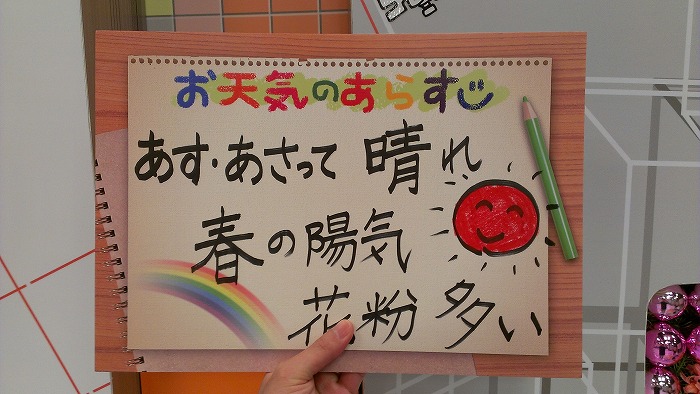 お天気のあらすじ
あす・あさって 晴れ
春の陽気
花粉 多い